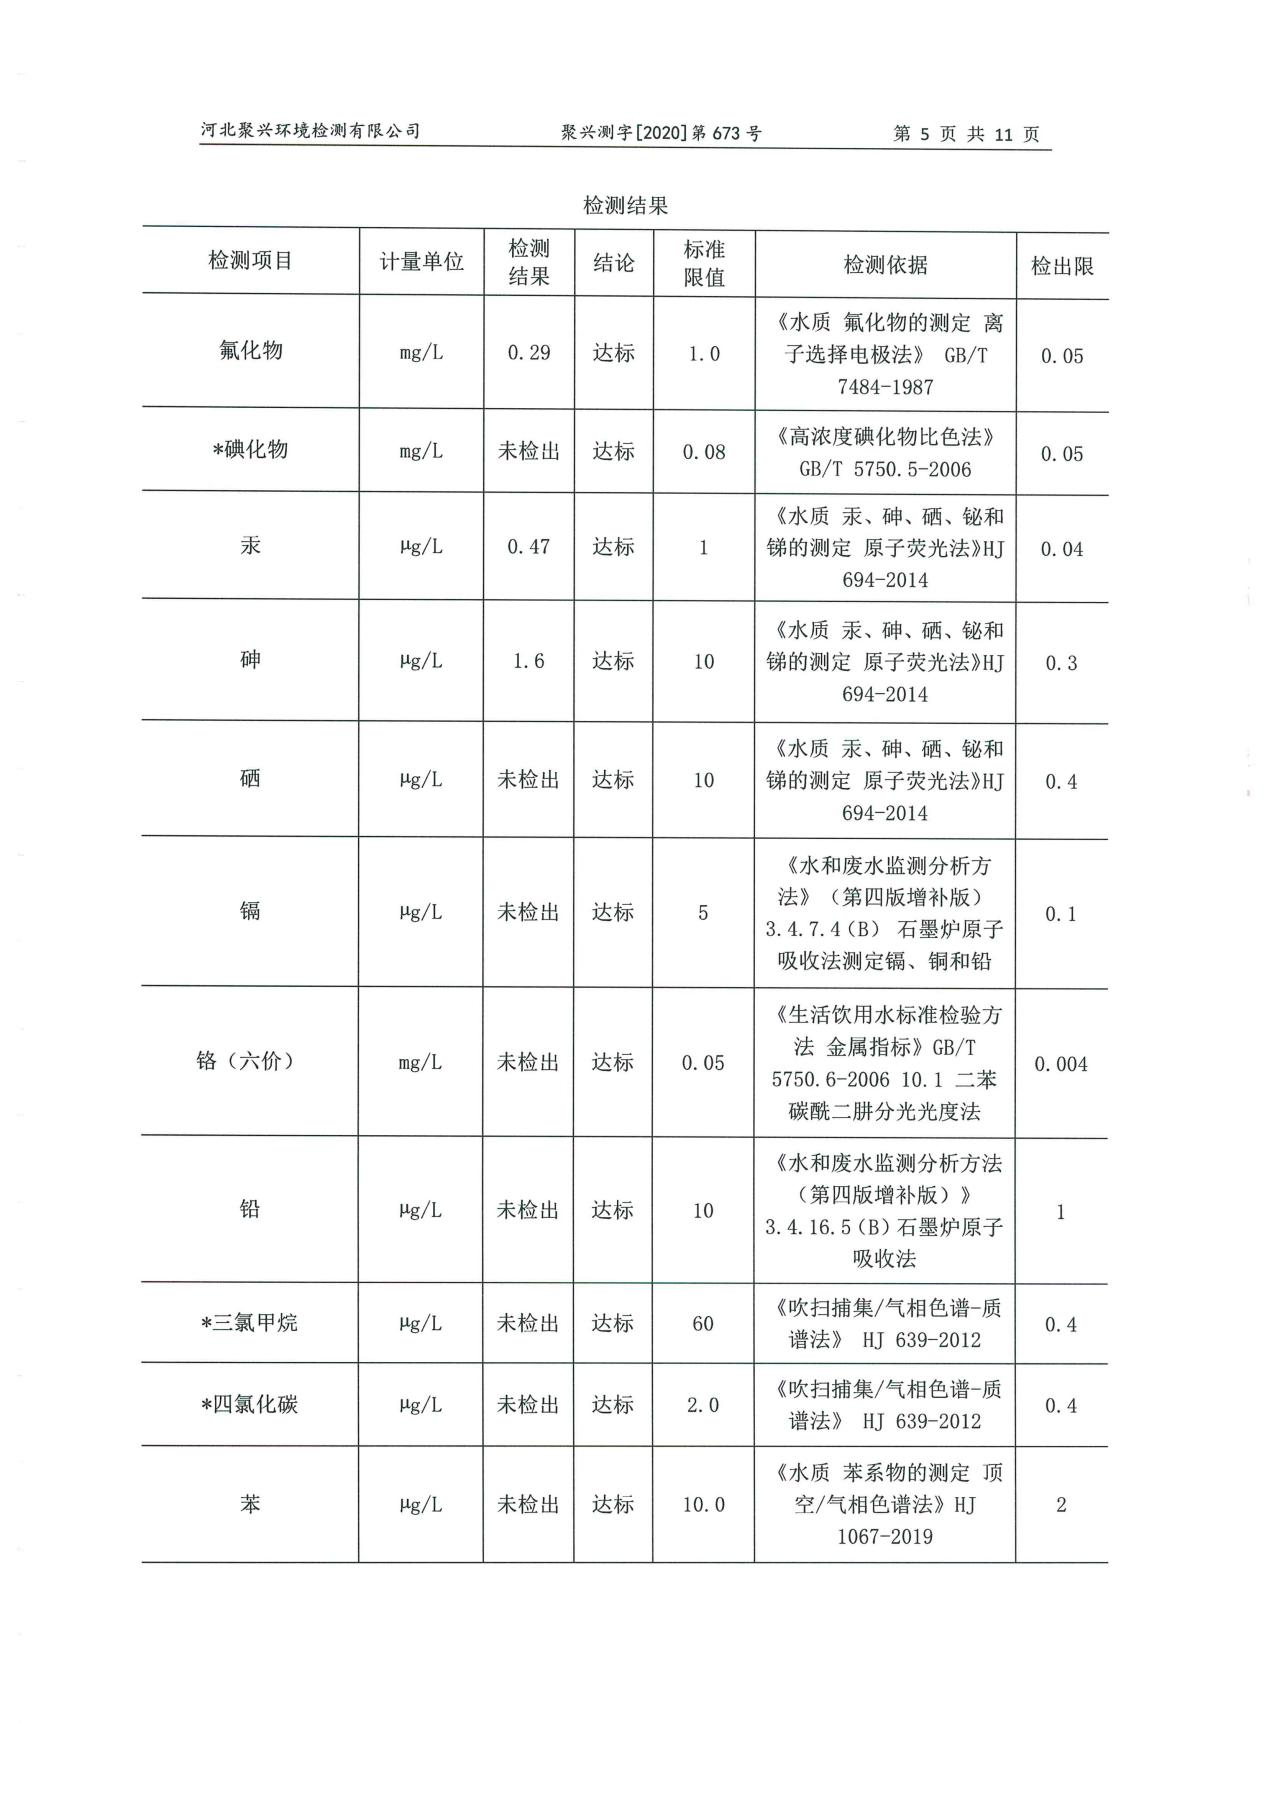 河北聚兴环境检测有限公司 聚兴测字[2020]第 673 号 第 5 页 共 11 页
检测结果
检测项目 计量单位 检测结果 结论 标准限值 检测依据 检出限
氟化物 mg/L 0.29 达标 1.0 《水质 氟化物的测定 离
子选择电极法》 GB/T
7484-1987 0.05
*碘化物 mg/L 未检出 达标 0.08 《高浓度碘化物比色法》
GB/T 5750.5-2006 0.05
汞 μg/L 0.47 达标 1 《水质 汞、砷、硒、铋和
锑的测定 原子荧光法》HJ
694-2014 0.04
砷 μg/L 1.6 达标 10 《水质 汞、砷、硒、铋和
锑的测定 原子荧光法》HJ
694-2014 0.3
硒 μg/L 未检出 达标 10 《水质 汞、砷、硒、铋和
锑的测定 原子荧光法》HJ
694-2014 0.4
镉 μg/L 未检出 达标 5 《水和废水监测分析方
法》（第四版增补版）
3.4.7.4(B) 石墨炉原子
吸收法测定镉、铜和铅 0.1
铬（六价） mg/L 未检出 达标 0.05 《生活饮用水标准检验方
法 金属指标》GB/T
5750.6-2006 10.1 二苯
碳酰二肼分光光度法 0.004
铅 μg/L 未检出 达标 10 《水和废水监测分析方法
（第四版增补版）》
3.4.16.5(B)石墨炉原子
吸收法 1
*三氯甲烷 μg/L 未检出 达标 60 《吹扫捕集/气相色谱-质
谱法》 HJ 639-2012 0.4
*四氯化碳 μg/L 未检出 达标 2.0 《吹扫捕集/气相色谱-质
谱法》 HJ 639-2012 0.4
苯 μg/L 未检出 达标 10.0 《水质 苯系物的测定 顶
空/气相色谱法》HJ
1067-2019 2